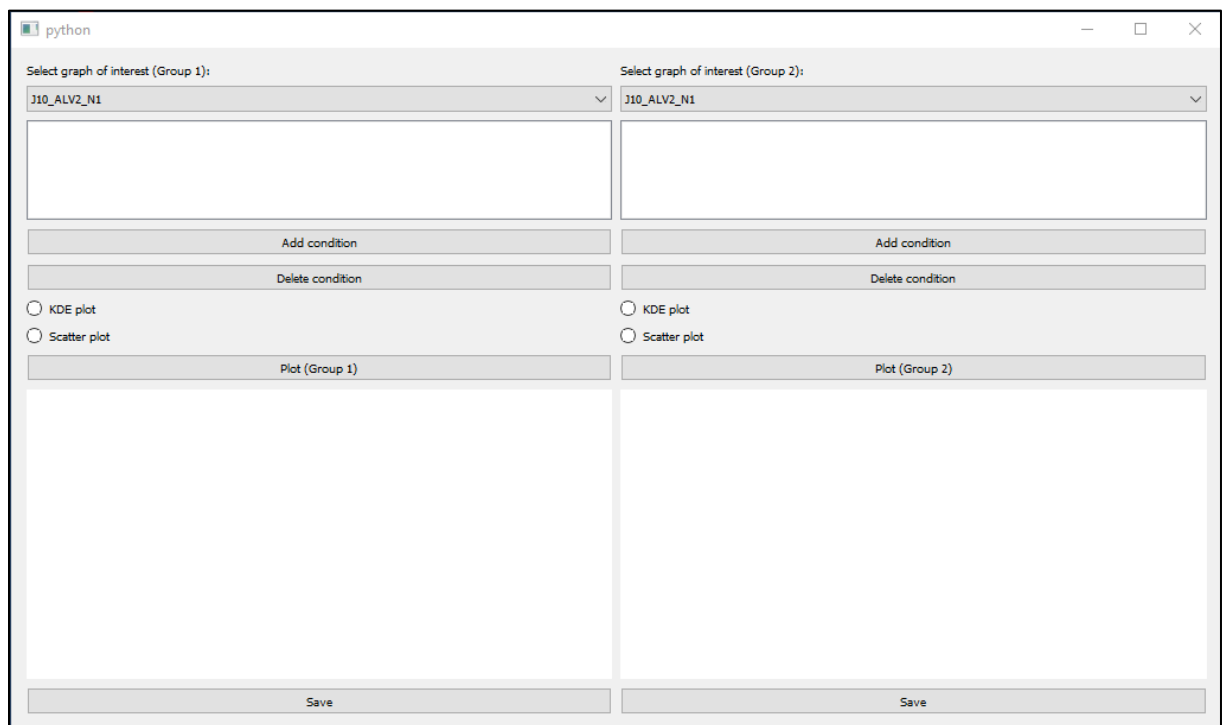 python
Select graph of interest (Group 1):
J10_ALV2_N1
Add condition
Delete condition
KDE plot
Scatter plot
Plot (Group 1)
Save
Select graph of interest (Group 2):
J10_ALV2_N1
Add condition
Delete condition
KDE plot
Scatter plot
Plot (Group 2)
Save